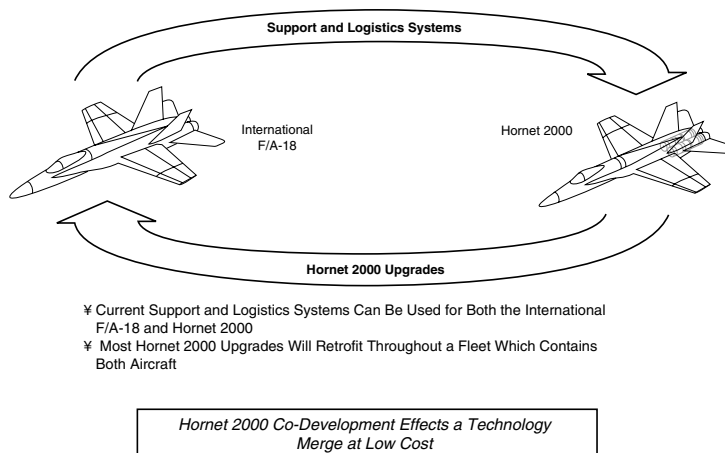 Support and Logistics Systems
International
F/A-18
Hornet 2000
Hornet 2000 Upgrades
¥ Current Support and Logistics Systems Can Be Used for Both the International
F/A-18 and Hornet 2000
¥ Most Hornet 2000 Upgrades Will Retrofit Throughout a Fleet Which Contains
Both Aircraft
Hornet 2000 Co-Development Effects a Technology
Merge at Low Cost